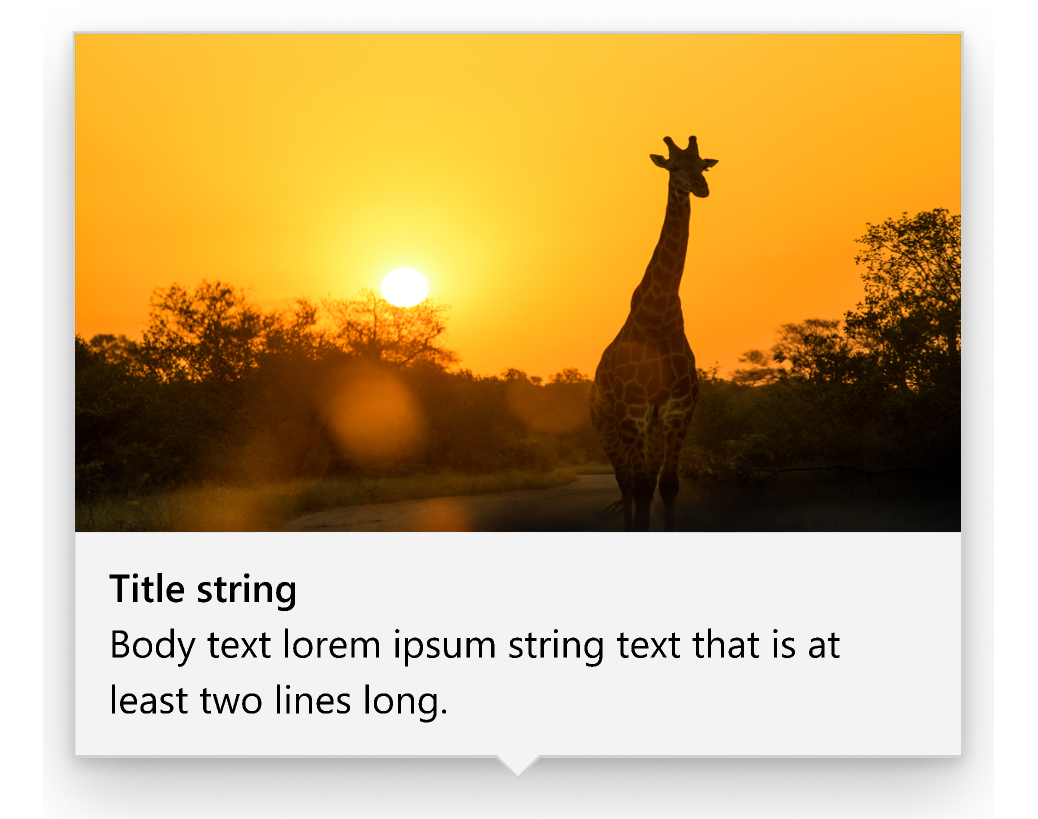 Title string
Body text lorem ipsum string text that is at
least two lines long.